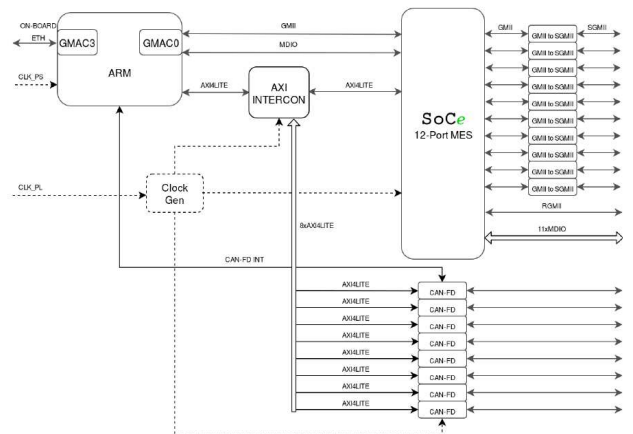 ON-BOARD
ETH
GMAC3
GMAC0
ARM
CLK_PS
GMII
MDIO
AXI4LITE
AXI
INTERCON
AXI4LITE
SoCe
12-Port MES
GMII
SGMII
GMII to SGMII
GMII to SGMII
GMII to SGMII
GMII to SGMII
GMII to SGMII
GMII to SGMII
GMII to SGMII
GMII to SGMII
GMII to SGMII
GMII to SGMII
RGMII
11xMDIO
CLK_PL
Clock
Gen
8xAXI4LITE
CAN-FD INT
AXI4LITE
CAN-FD
AXI4LITE
CAN-FD
AXI4LITE
CAN-FD
AXI4LITE
CAN-FD
AXI4LITE
CAN-FD
AXI4LITE
CAN-FD
AXI4LITE
CAN-FD
AXI4LITE
CAN-FD